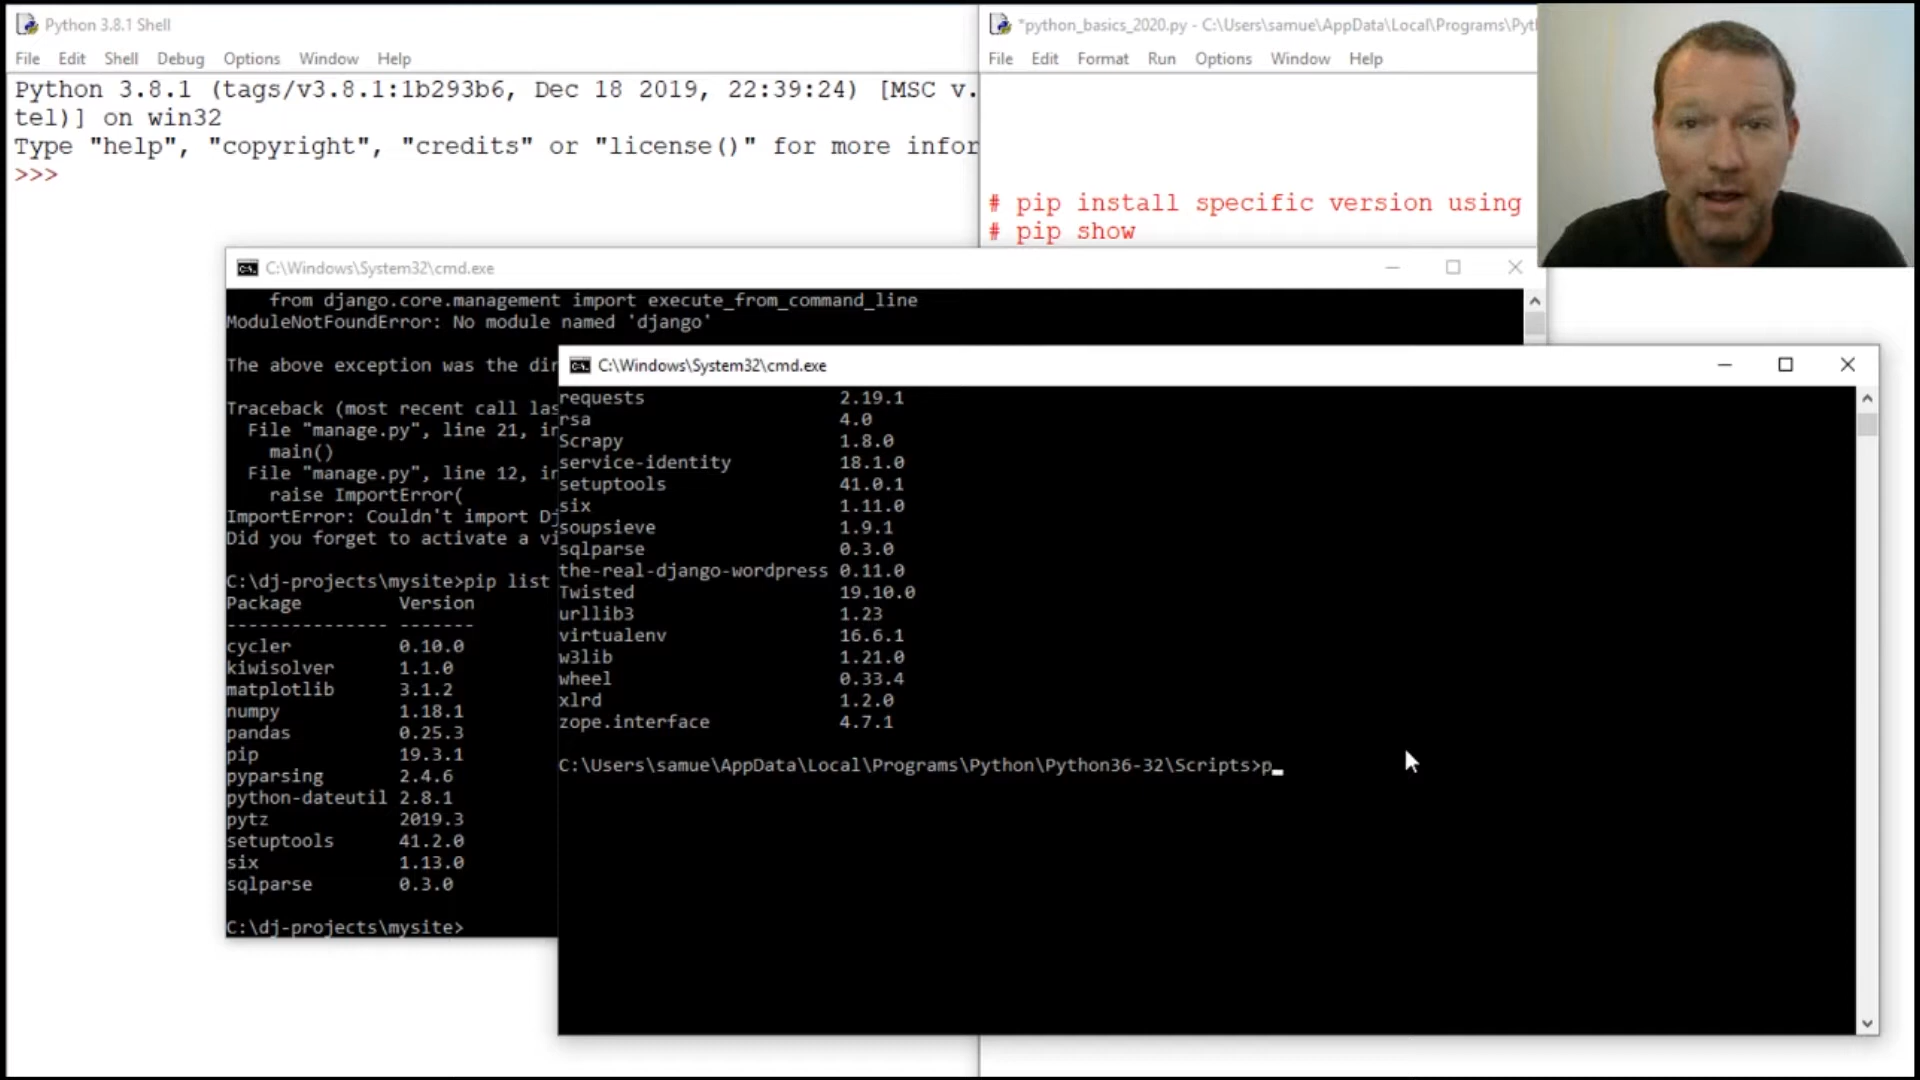 Python 3.8.1 Shell
File Edit Shell Debug Options Window Help
Python 3.8.1 (tags/v3.8.1:1b293b6, Dec 18 2019, 22:39:24) [MSC v.
tel)] on win32
Type "help", "copyright", "credits" or "license()" for more infor
>>>
*python_basics_2020.py - C:\Users\samue\AppData\Local\Programs\Pyt
File Edit Format Run Options Window Help
# pip install specific version using
# pip show
C:\Windows\System32\cmd.exe
from django.core.management import execute_from_command_line
ModuleNotFoundError: No module named 'django'
The above exception was the dir
Traceback (most recent call las
File "manage.py", line 21, in
main()
File "manage.py", line 12, in
raise ImportError(
ImportError: Couldn't import Dj
Did you forget to activate a vi
C:\dj-projects\mysite>pip list
Package Version
--------------- -------
cycler 0.10.0
kiwisolver 1.1.0
matplotlib 3.1.2
numpy 1.18.1
pandas 0.25.3
pip 19.3.1
pyparsing 2.4.6
python-dateutil 2.8.1
pytz 2019.3
setuptools 41.2.0
six 1.13.0
sqlparse 0.3.0
C:\dj-projects\mysite>
C:\Windows\System32\cmd.exe
requests 2.19.1
rsa 4.0
Scrapy 1.8.0
service-identity 18.1.0
setuptools 41.0.1
six 1.11.0
soupsieve 1.9.1
sqlparse 0.3.0
the-real-django-wordpress 0.11.0
Twisted 19.10.0
urllib3 1.23
virtualenv 16.6.1
w3lib 1.21.0
wheel 0.33.4
xlrd 1.2.0
zope.interface 4.7.1
C:\Users\samue\AppData\Local\Programs\Python\Python36-32\Scripts>p_